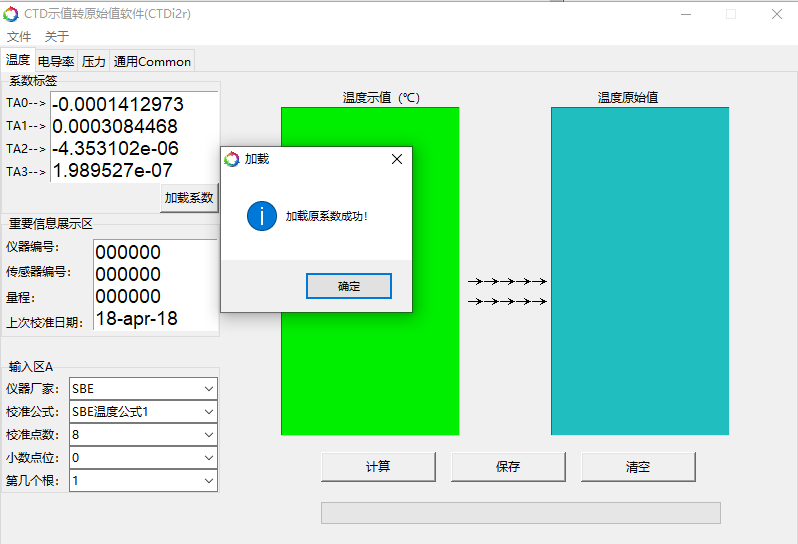 CTD示值转原始值软件(CTDi2r)
文件 关于
温度 电导率 压力 通用Common
系数标签
TA0--> -0.0001412973
TA1--> 0.0003084468
TA2--> -4.353102e-06
TA3--> 1.989527e-07
加载系数
重要信息展示区
仪器编号: 000000
传感器编号: 000000
量程: 000000
上次校准日期: 18-apr-18
输入区A
仪器厂家: SBE
校准公式: SBE温度公式1
校准点数: 8
小数点位: 0
第几个根: 1
温度示值（℃） 温度原始值
加载
加载原系数成功!
确定
计算 保存 清空